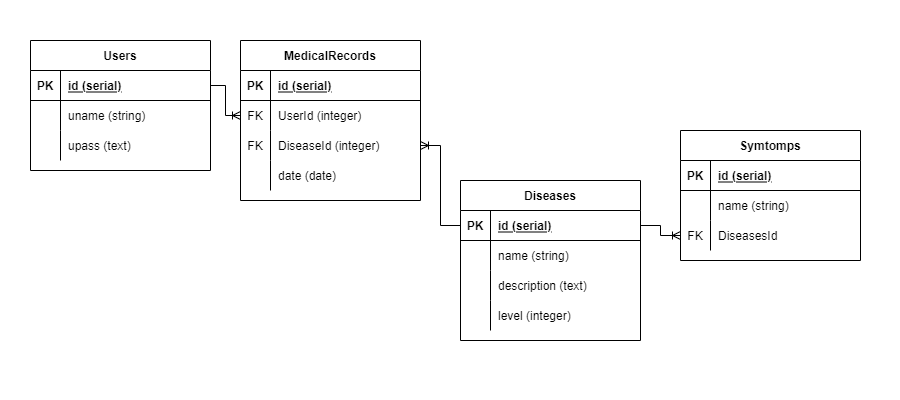 Users
PK id (serial)
uname (string)
upass (text)
MedicalRecords
PK id (serial)
FK UserId (integer)
FK DiseaseId (integer)
date (date)
Diseases
PK id (serial)
name (string)
description (text)
level (integer)
Symtomps
PK id (serial)
name (string)
FK DiseasesId